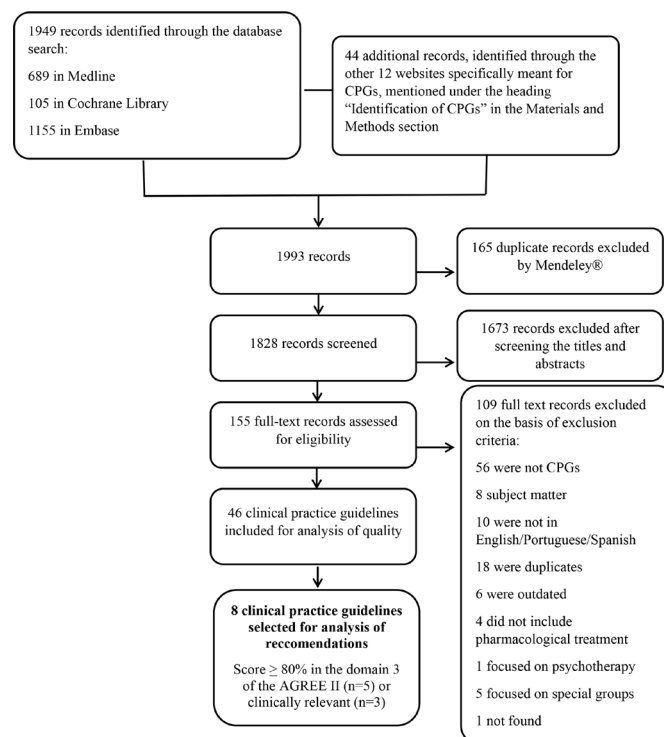 1949 records identified through the database
search:
689 in Medline
105 in Cochrane Library
1155 in Embase
44 additional records, identified through the
other 12 websites specifically meant for
CPGs, mentioned under the heading
“Identification of CPGs” in the Materials and
Methods section
1993 records
165 duplicate records excluded
by Mendeley®
1828 records screened
1673 records excluded after
screening the titles and
abstracts
155 full-text records assessed
for eligibility
109 full text records excluded
on the basis of exclusion
criteria:
56 were not CPGs
8 subject matter
10 were not in
English/Portuguese/Spanish
18 were duplicates
6 were outdated
4 did not include
pharmacological treatment
1 focused on psychotherapy
5 focused on special groups
1 not found
46 clinical practice guidelines
included for analysis of quality
8 clinical practice guidelines
selected for analysis of
reccomendations
Score ≥ 80% in the domain 3
of the AGREE II (n=5) or
clinically relevant (n=3)